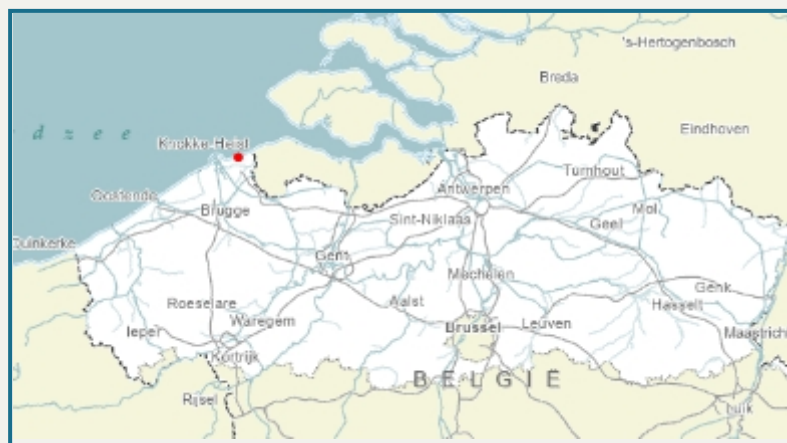 's-Hertogenbosch
Breda
d z e e
Eindhoven
Knokke-Heist
Turnhout
Antwerpen
Oostende
Mol
Brugge
Sint-Niklaas
Geel
Duinkerke
Gent
Mechelen
Genk
Roeselare
Aalst
Hasselt
Waregem
Ieper
Brussel
Leuven
Maastrich
Kortrijk
BELGIË
Rijsel
Luik